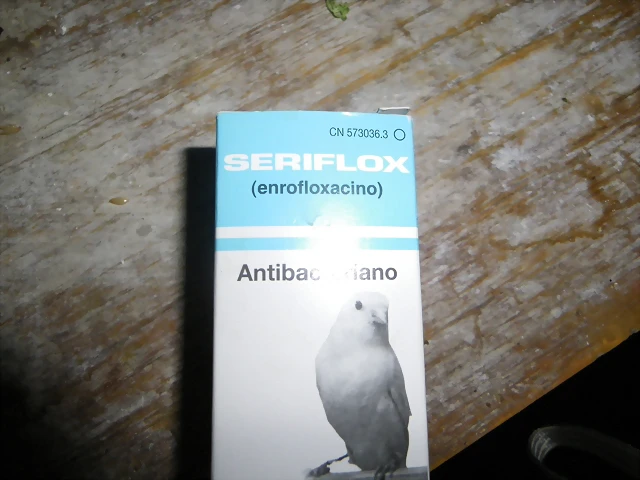 CN 573036.3
SERIFLOX
(enrofloxacino)